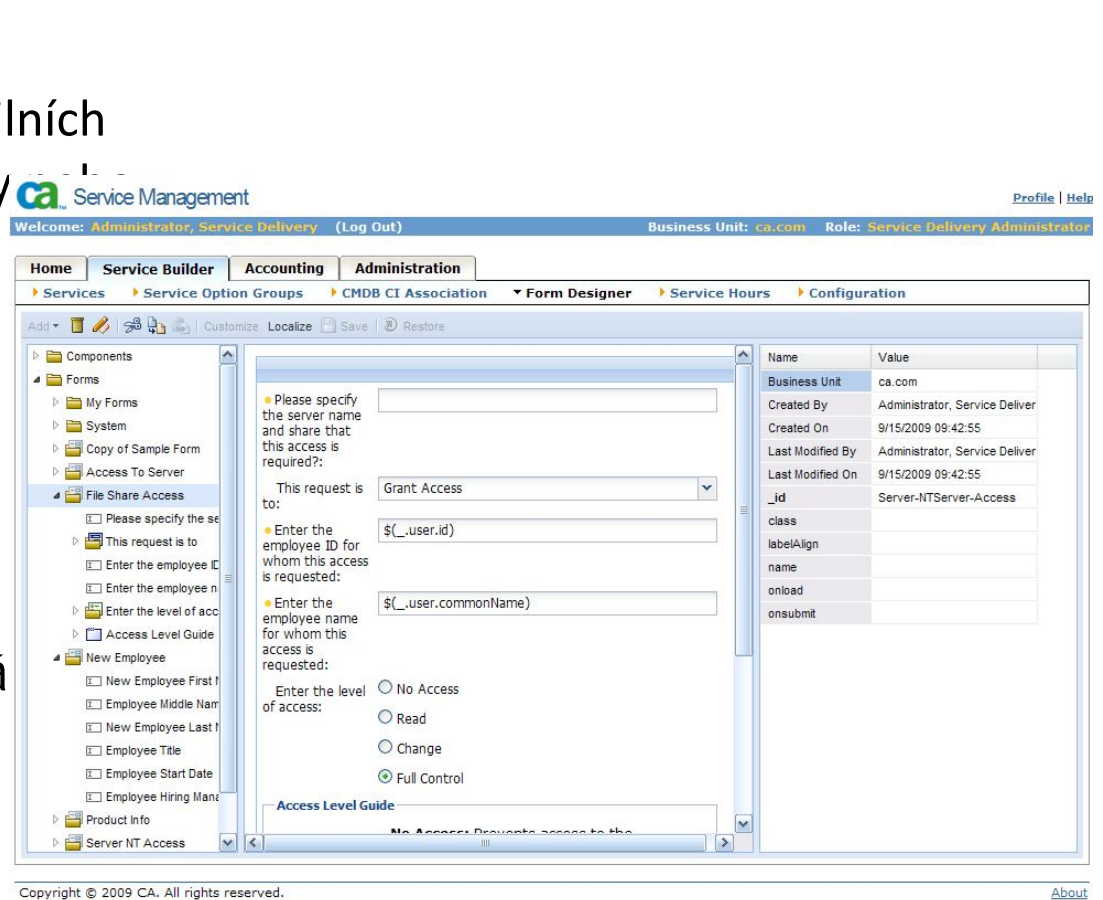 lních
ca Service Management
Profile | Help
Welcome: Administrator, Service Delivery (Log Out)
Business Unit: ca.com Role: Service Delivery Administrator
Home Service Builder Accounting Administration
Services Service Option Groups CMDB CI Association Form Designer Service Hours Configuration
Add Customize Localize Save Restore
Components
Forms
My Forms
System
Copy of Sample Form
Access To Server
File Share Access
Please specify the se
This request is to
Enter the employee ID
Enter the employee n
Enter the level of acc
Access Level Guide
New Employee
New Employee First N
Employee Middle Nam
New Employee Last N
Employee Title
Employee Start Date
Employee Hiring Mana
Product Info
Server NT Access
Please specify
the server name
and share that
this access is
required?:
This request is
to:
Grant Access
Enter the
employee ID for
whom this access
is requested:
$(_.user.id)
Enter the
employee name
for whom this
access is
requested:
$(_.user.commonName)
Enter the level
of access:
No Access
Read
Change
Full Control
Access Level Guide
No Access: Prevents access to the
Name Value
Business Unit ca.com
Created By Administrator, Service Deliver
Created On 9/15/2009 09:42:55
Last Modified By Administrator, Service Deliver
Last Modified On 9/15/2009 09:42:55
_id Server-NTServer-Access
class
labelAlign
name
onload
onsubmit
Copyright © 2009 CA. All rights reserved.
About